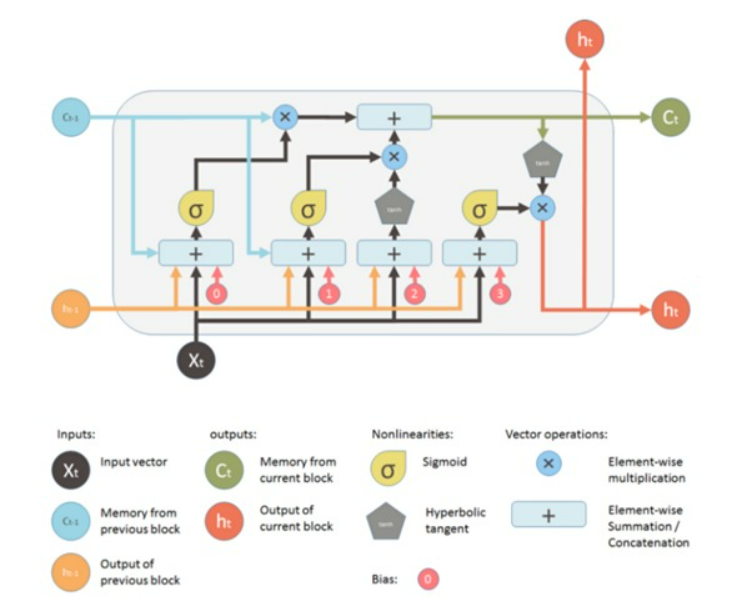 ht
Ct-1
×
+
Ct
tanh
×
σ
σ
tanh
σ
×
+
+
+
+
0
1
2
3
ht-1
ht
Xt
Inputs:
outputs:
Nonlinearities:
Vector operations:
Xt
Input vector
Ct
Memory from
current block
σ
Sigmoid
×
Element-wise
multiplication
Ct-1
Memory from
previous block
ht
Output of
current block
tanh
Hyperbolic
tangent
+
Element-wise
Summation /
Concatenation
ht-1
Output of
previous block
Bias:
0